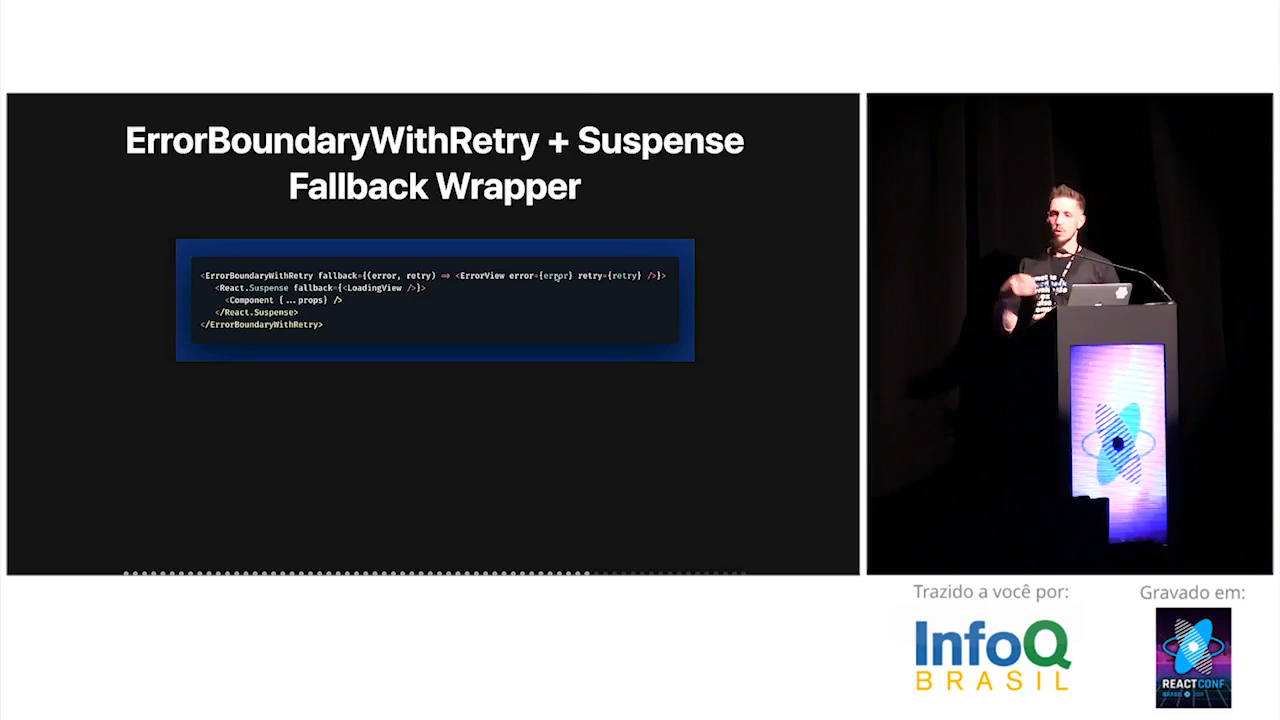 ErrorBoundaryWithRetry + Suspense
Fallback Wrapper
<ErrorBoundaryWithRetry fallback={(error, retry) => <ErrorView error={error} retry={retry} />}>
<React.Suspense fallback={<LoadingView />}>
<Component {...props} />
</React.Suspense>
</ErrorBoundaryWithRetry>
Trazido a você por:
InfoQ
BRASIL
Gravado em:
REACTCONF
BRASIL